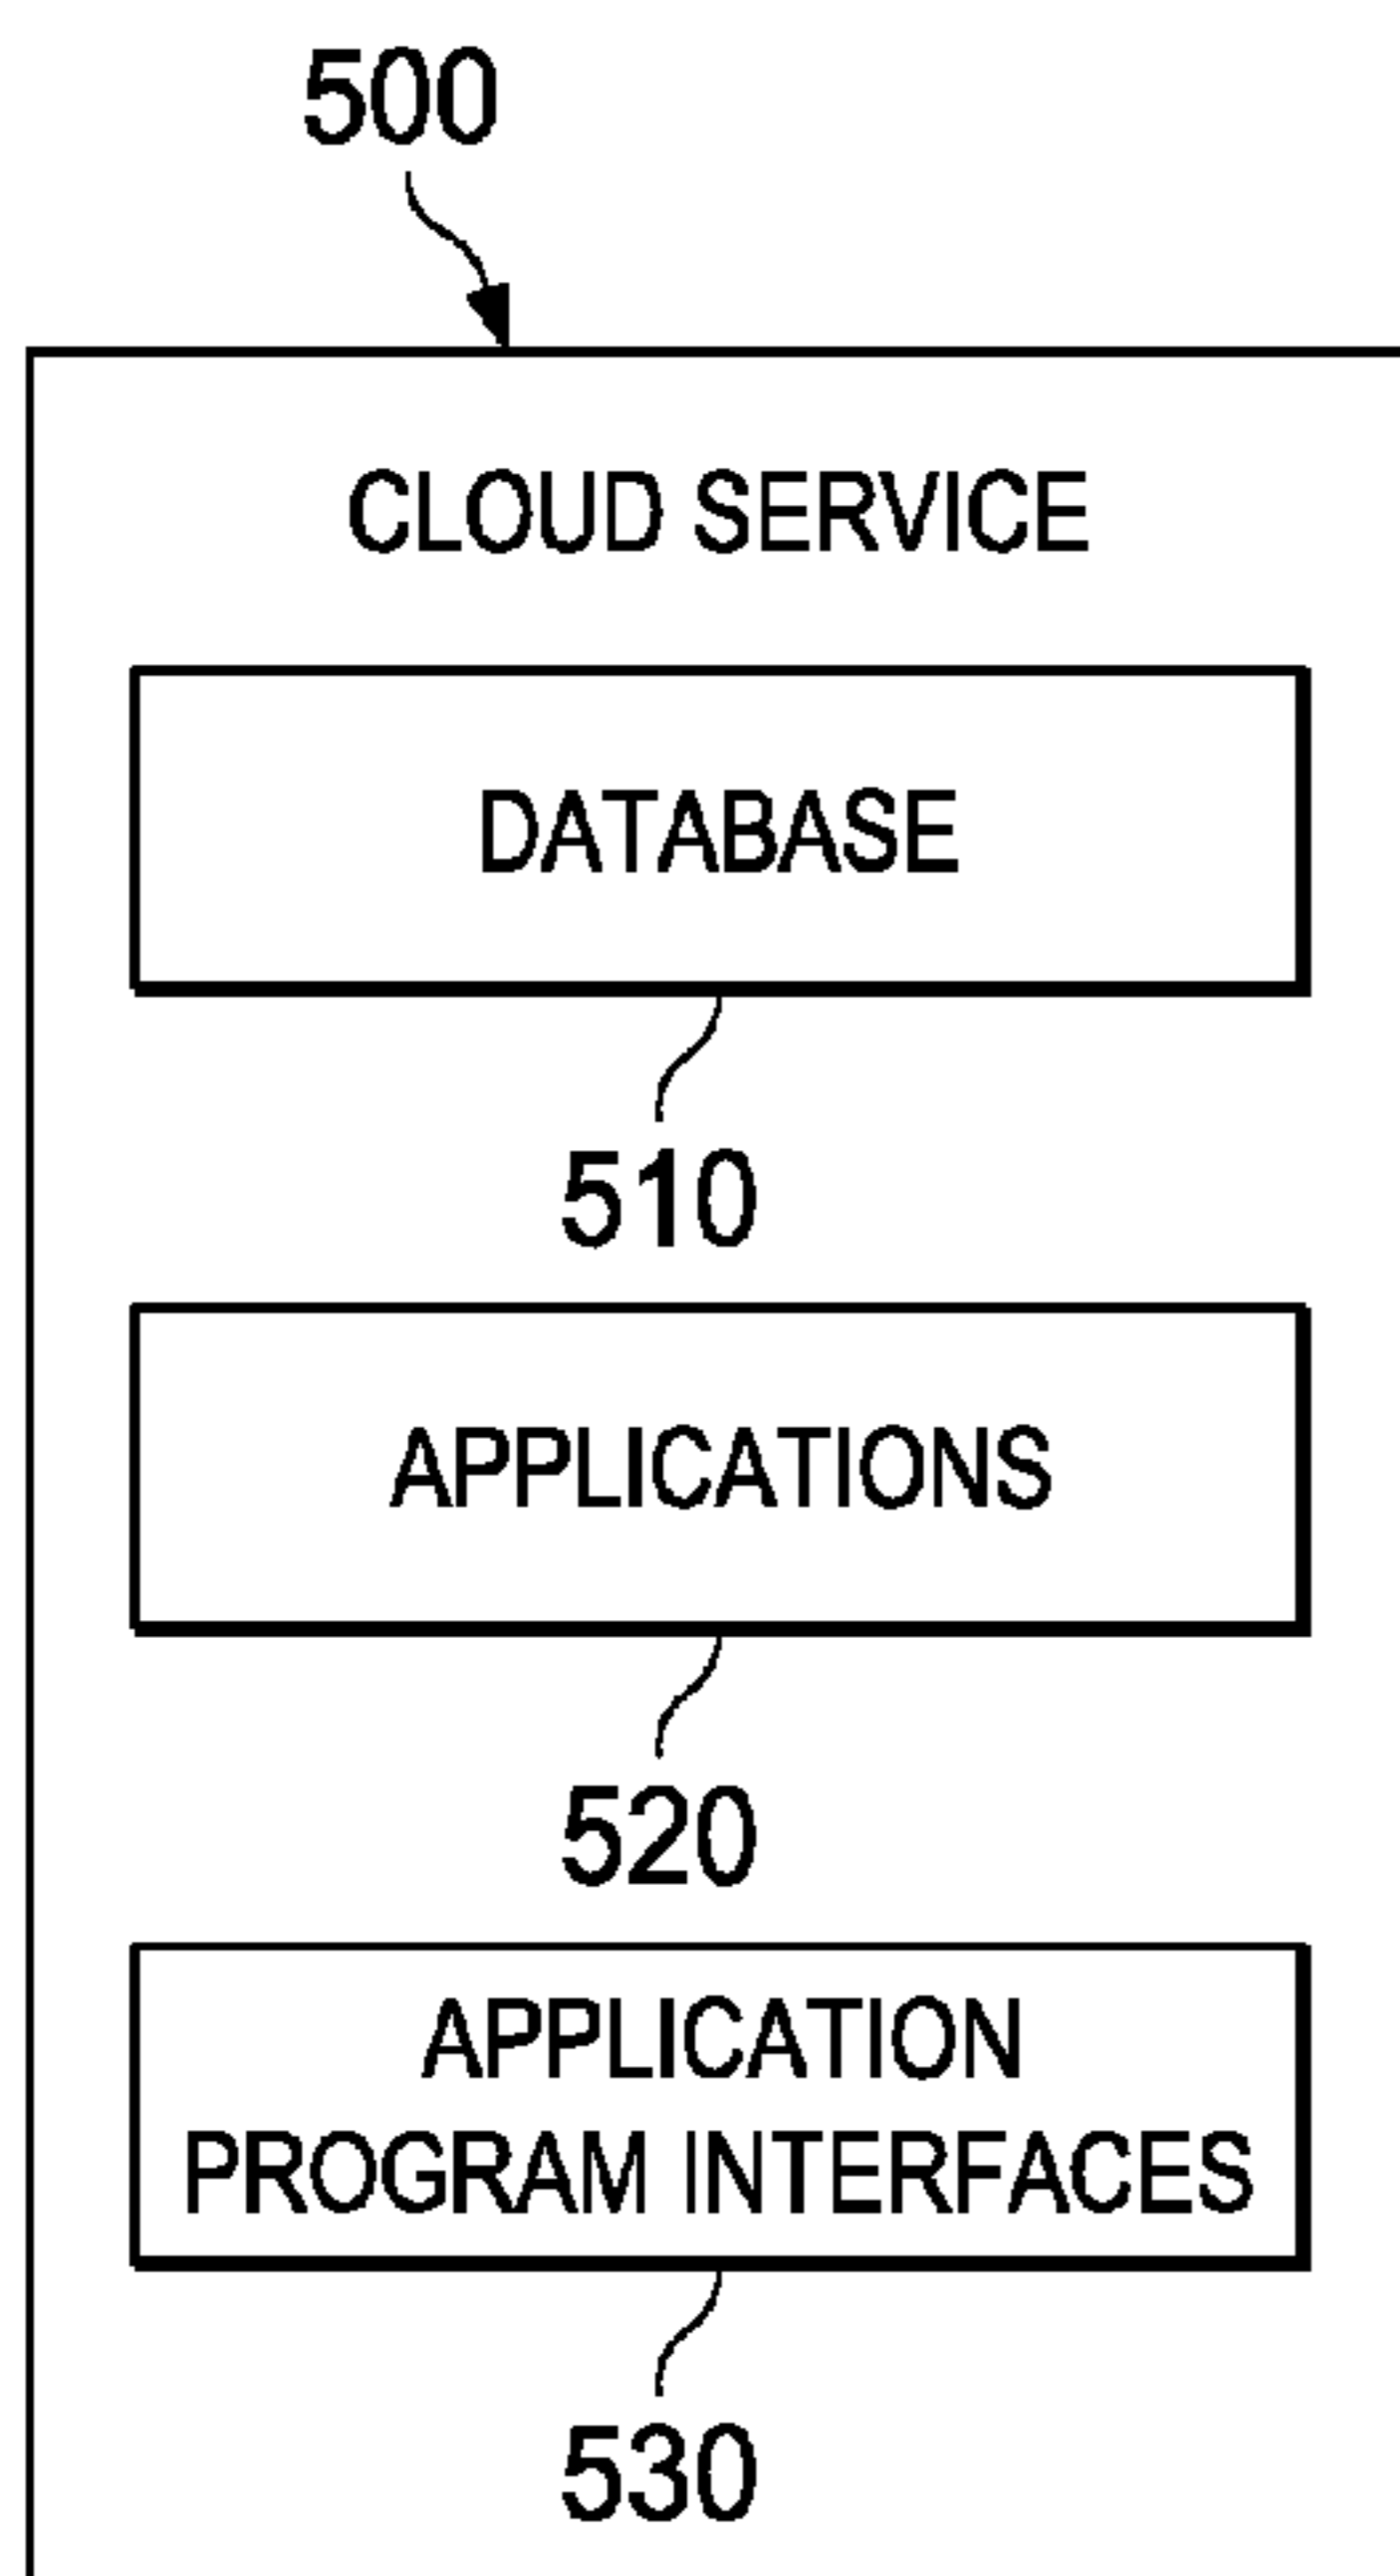 500
CLOUD SERVICE
DATABASE
510
APPLICATIONS
520
APPLICATION
PROGRAM INTERFACES
530